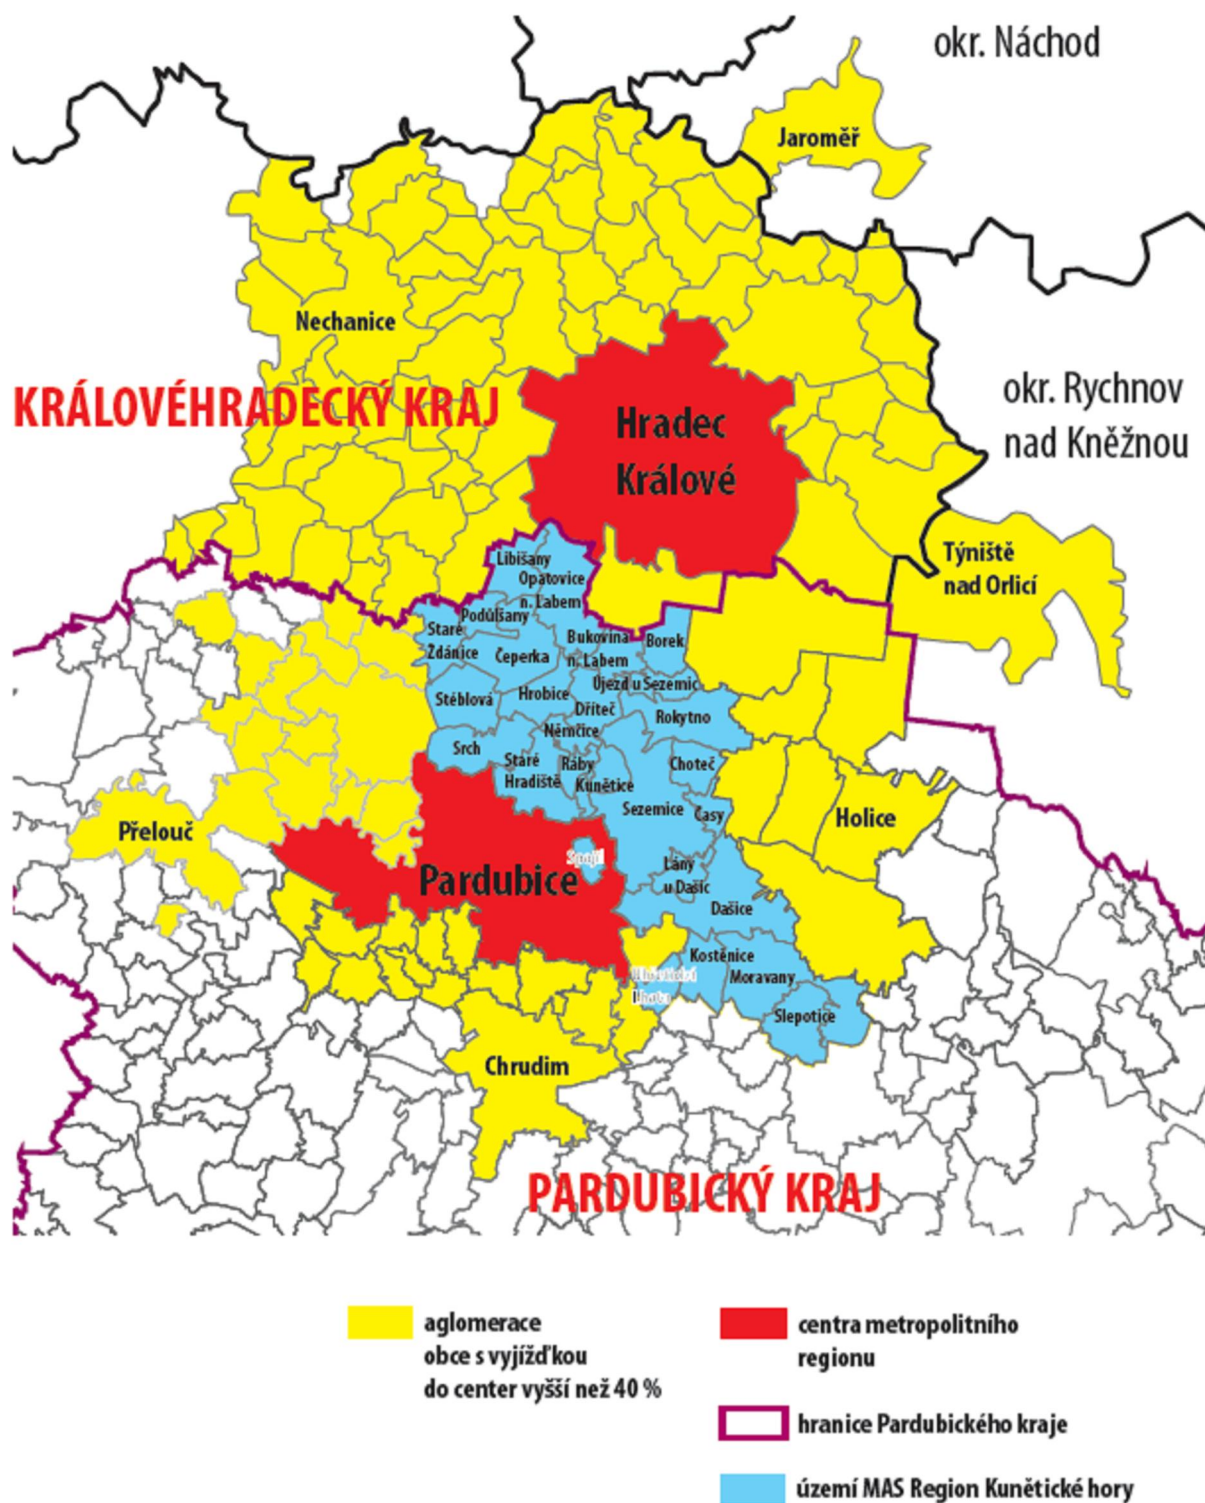 okr. Náchod
Jaroměř
Nechanice
KRÁLOVÉHRADECKÝ KRAJ
okr. Rychnov
nad Kněžnou
Hradec
Králové
Týniště
nad Orlicí
Libišany
Opatovice
n. Labem
Podůlšany
Staré
Ždánice
Čeperka
Bukovina
n. Labem
Borek
Újezd u Sezemic
Stéblová
Hrobice
Dříteč
Rokytno
Němčice
Srch
Staré
Hradiště
Ráby
Kunětice
Choteč
Sezemice
Časy
Holice
Přelouč
Pardubice
Lány
u Dašic
Dašice
Kostěnice
Moravany
Slepotice
Chrudim
PARDUBICKÝ KRAJ
aglomerace
obce s vyjížďkou
do center vyšší než 40 %
centra metropolitního
regionu
hranice Pardubického kraje
území MAS Region Kunětické hory